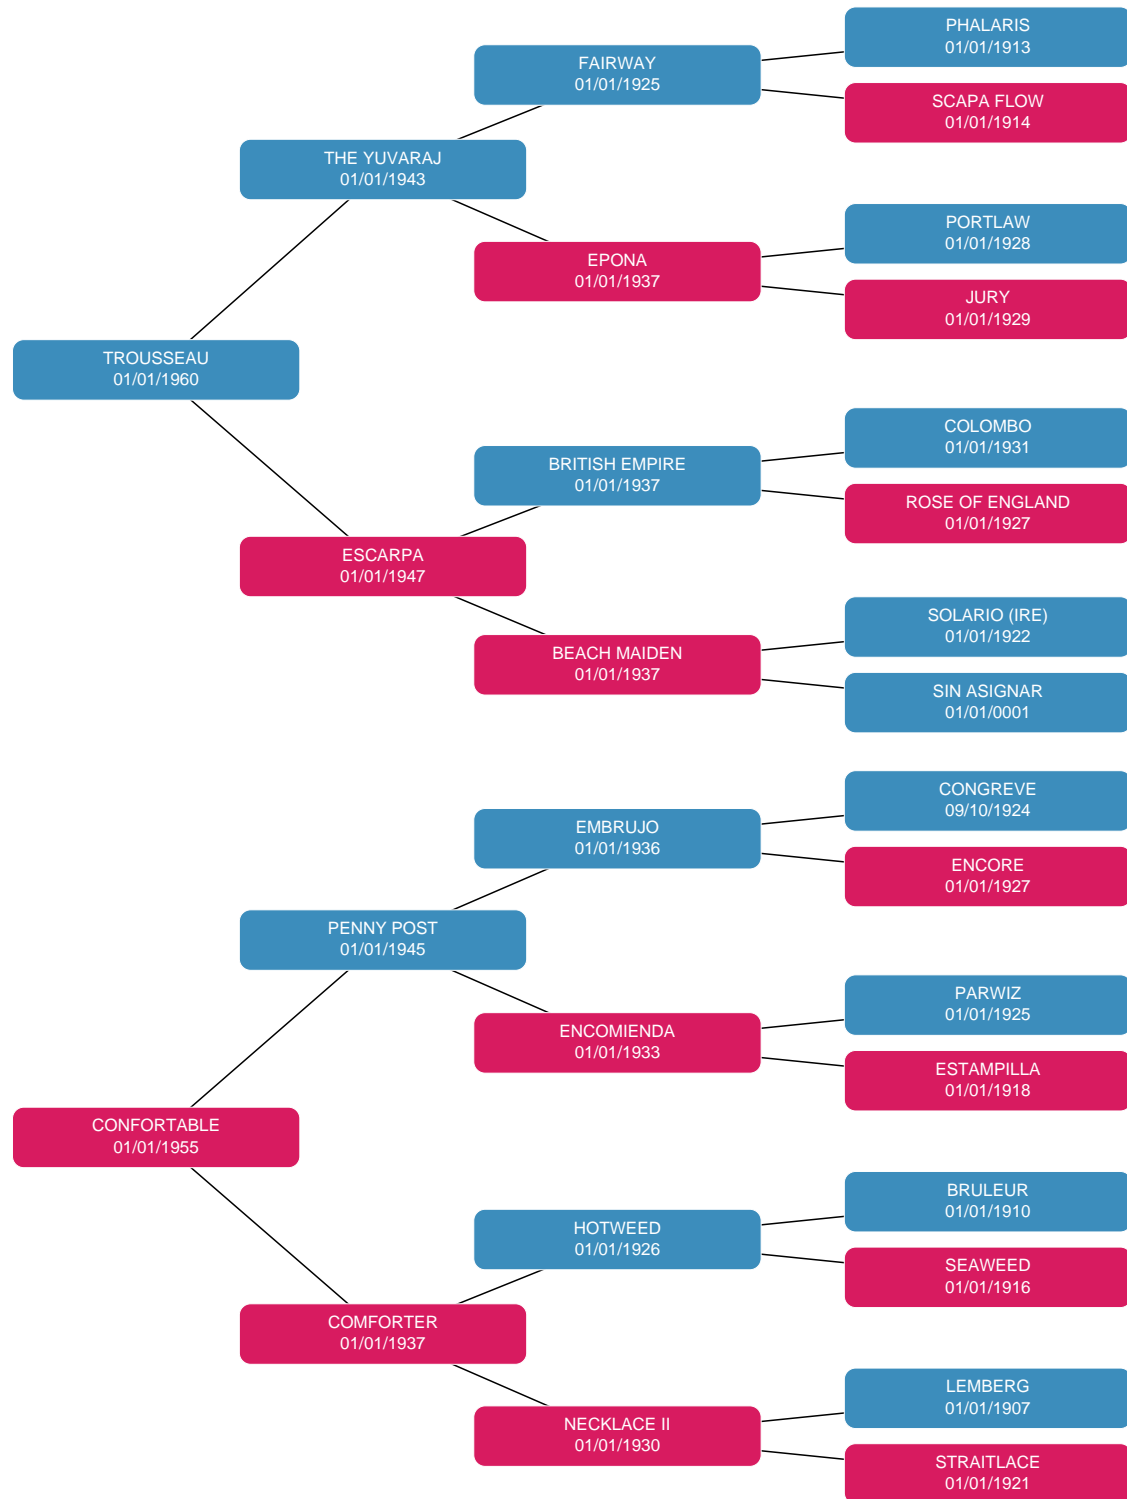 PHALARIS
01/01/1913
FAIRWAY
01/01/1925
SCAPA FLOW
01/01/1914
THE YUVARAJ
01/01/1943
PORTLAW
01/01/1928
EPONA
01/01/1937
JURY
01/01/1929
TROUSSEAU
01/01/1960
COLOMBO
01/01/1931
BRITISH EMPIRE
01/01/1937
ROSE OF ENGLAND
01/01/1927
ESCARPA
01/01/1947
SOLARIO (IRE)
01/01/1922
BEACH MAIDEN
01/01/1937
SIN ASIGNAR
01/01/0001
CONGREVE
09/10/1924
EMBRUJO
01/01/1936
ENCORE
01/01/1927
PENNY POST
01/01/1945
PARWIZ
01/01/1925
ENCOMIENDA
01/01/1933
ESTAMPILLA
01/01/1918
CONFORTABLE
01/01/1955
BRULEUR
01/01/1910
HOTWEED
01/01/1926
SEAWEED
01/01/1916
COMFORTER
01/01/1937
LEMBERG
01/01/1907
NECKLACE II
01/01/1930
STRAITLACE
01/01/1921